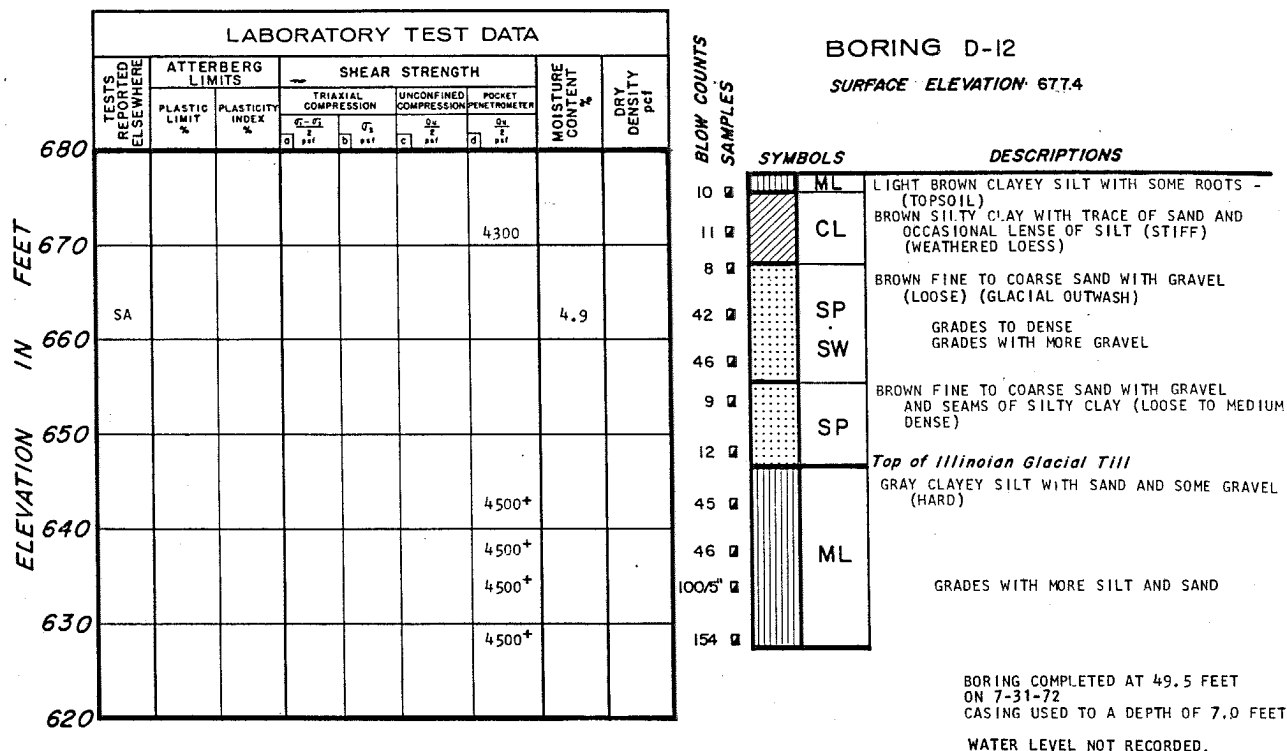 LABORATORY TEST DATA
TESTS REPORTED ELSEWHERE
ATTERBERG LIMITS
PLASTIC LIMIT %
PLASTICITY INDEX %
SHEAR STRENGTH
TRIAXIAL COMPRESSION
UNCONFINED COMPRESSION
POCKET PENETROMETER
a psf
b psf
c psf
d psf
MOISTURE CONTENT %
DRY DENSITY pcf
BLOW COUNTS
SAMPLES
BORING D-12
SURFACE ELEVATION 677.4
SYMBOLS DESCRIPTIONS
ELEVATION IN FEET
680
670
660
650
640
630
620
4300
SA 4.9
4500+
4500+
4500+
4500+
10 ML LIGHT BROWN CLAYEY SILT WITH SOME ROOTS -
(TOPSOIL)
11 CL BROWN SILTY CLAY WITH TRACE OF SAND AND
OCCASIONAL LENSE OF SILT (STIFF)
(WEATHERED LOESS)
8
BROWN FINE TO COARSE SAND WITH GRAVEL
(LOOSE) (GLACIAL OUTWASH)
42 SP
GRADES TO DENSE
SW GRADES WITH MORE GRAVEL
46
9 BROWN FINE TO COARSE SAND WITH GRAVEL
AND SEAMS OF SILTY CLAY (LOOSE TO MEDIUM
SP DENSE)
12
Top of Illinoian Glacial Till
GRAY CLAYEY SILT WITH SAND AND SOME GRAVEL
45 (HARD)
46 ML
100/5" GRADES WITH MORE SILT AND SAND
154
BORING COMPLETED AT 49.5 FEET
ON 7-31-72
CASING USED TO A DEPTH OF 7.0 FEET
WATER LEVEL NOT RECORDED.